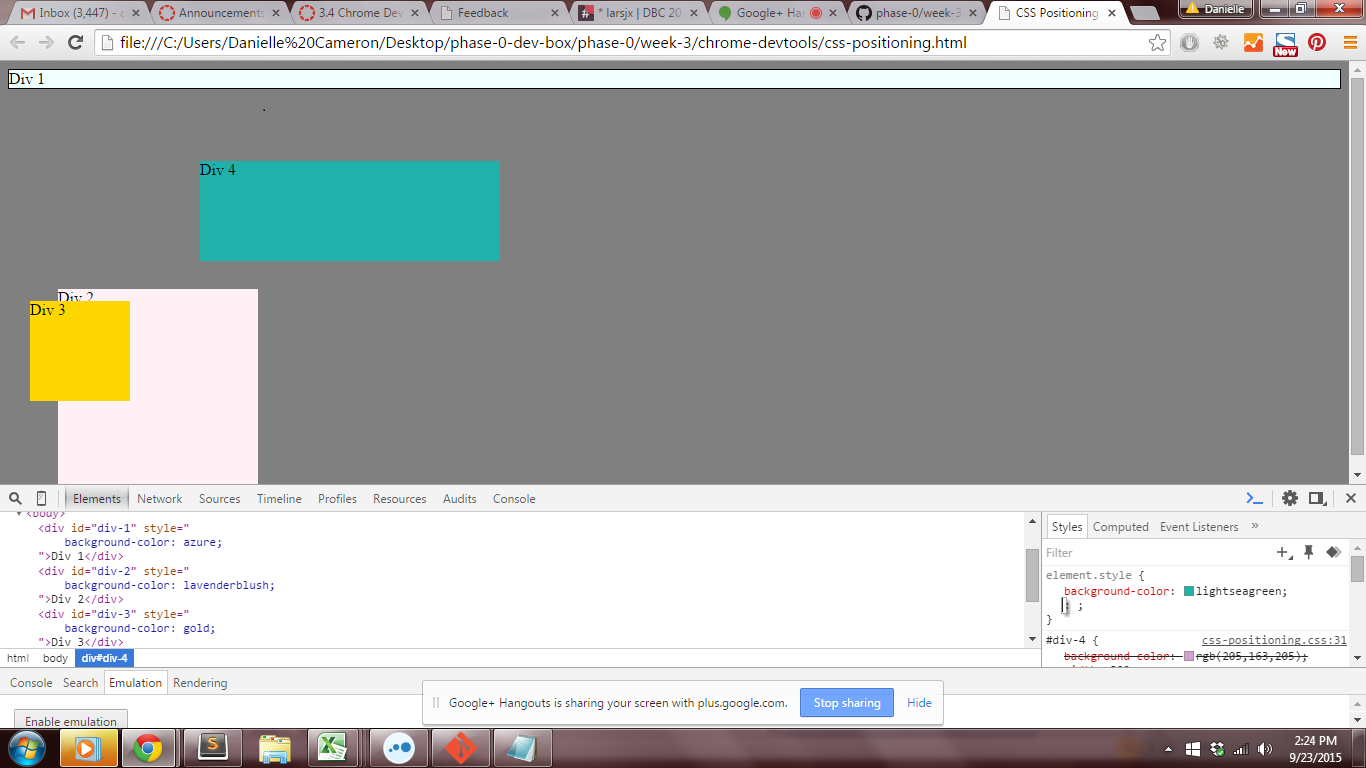 Inbox (3,447) - c
Announcements
3.4 Chrome Dev
Feedback
* larsjx | DBC 20
Google+ Ha
phase-0/week-3
CSS Positioning
Danielle
file:///C:/Users/Danielle%20Cameron/Desktop/phase-0-dev-box/phase-0/week-3/chrome-devtools/css-positioning.html
New
Div 1
Div 4
Div 2
Div 3
Elements Network Sources Timeline Profiles Resources Audits Console
<body>
<div id="div-1" style="
background-color: azure;
">Div 1</div>
<div id="div-2" style="
background-color: lavenderblush;
">Div 2</div>
<div id="div-3" style="
background-color: gold;
">Div 3</div>
html body div#div-4
Styles Computed Event Listeners »
Filter
element.style {
background-color: lightseagreen;
: ;
}
#div-4 { css-positioning.css:31
background-color: rgb(205,163,205);
Console Search Emulation Rendering
Enable emulation
Google+ Hangouts is sharing your screen with plus.google.com. Stop sharing Hide
2:24 PM
9/23/2015